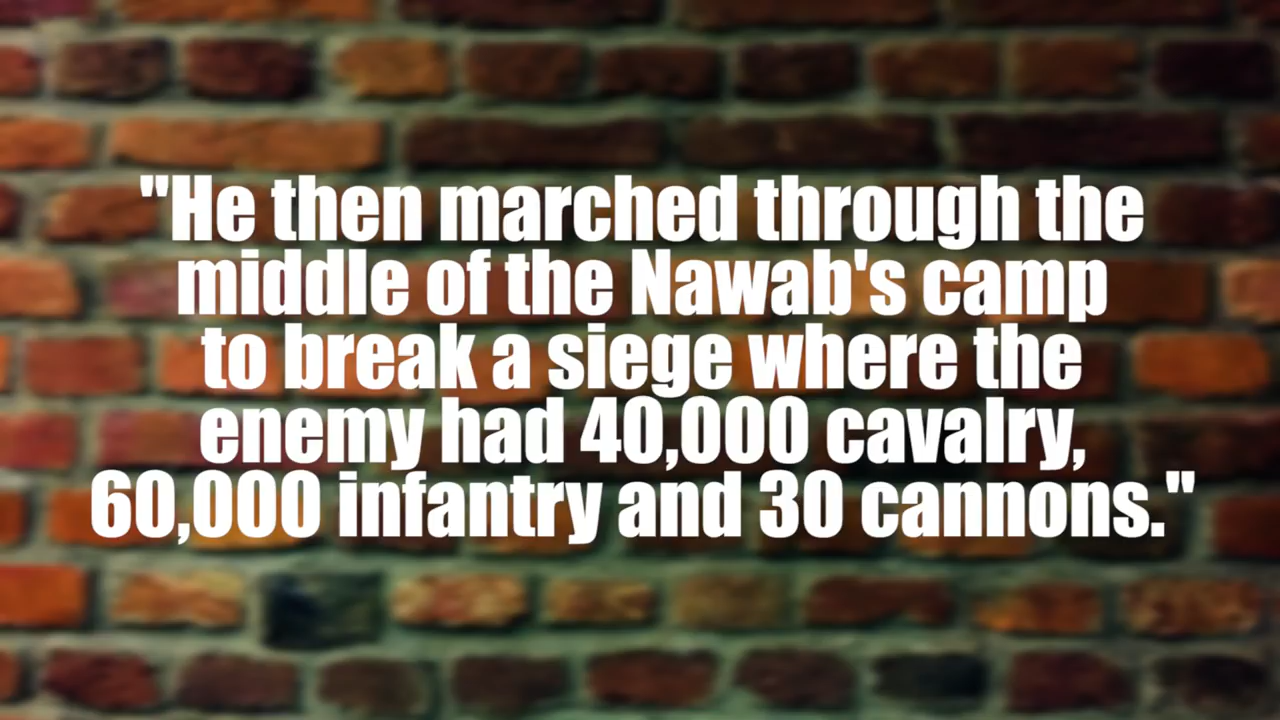 "He then marched through the
middle of the Nawab's camp
to break a siege where the
enemy had 40,000 cavalry,
60,000 infantry and 30 cannons."